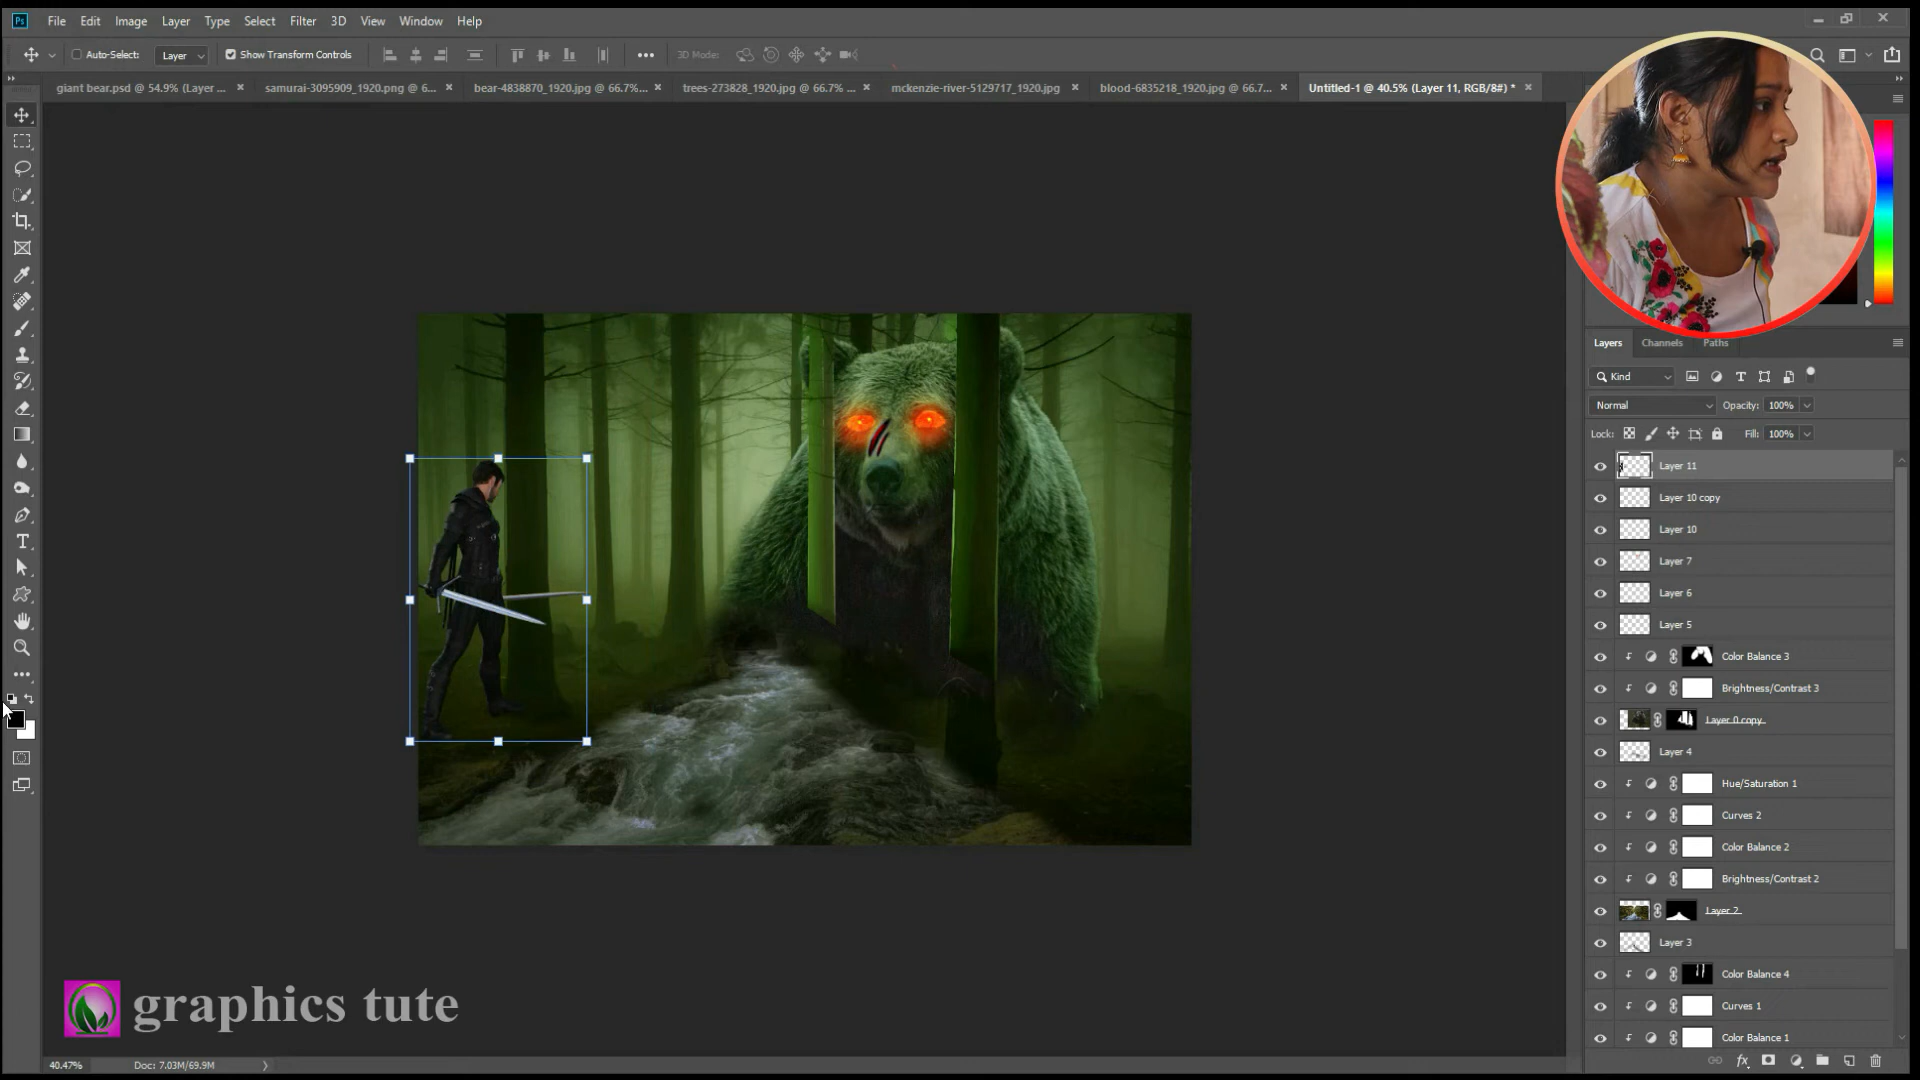 Ps File Edit Image Layer Type Select Filter 3D View Window Help
Auto-Select: Layer Show Transform Controls 3D Mode:
giant bear.psd @ 54.9% (Layer ... samurai-3095909_1920.png @ 6... bear-4838870_1920.jpg @ 66.7%... trees-273828_1920.jpg @ 66.7% ... mckenzie-river-5129717_1920.jpg blood-6835218_1920.jpg @ 66.7... Untitled-1 @ 40.5% (Layer 11, RGB/8#) *
Layers Channels Paths
Kind
Normal Opacity: 100%
Lock: Fill: 100%
Layer 11
Layer 10 copy
Layer 10
Layer 7
Layer 6
Layer 5
Color Balance 3
Brightness/Contrast 3
Layer 0 copy
Layer 4
Hue/Saturation 1
Curves 2
Color Balance 2
Brightness/Contrast 2
Layer 2
Layer 3
Color Balance 4
Curves 1
Color Balance 1
graphics tute
40.47% Doc: 7.03M/69.9M